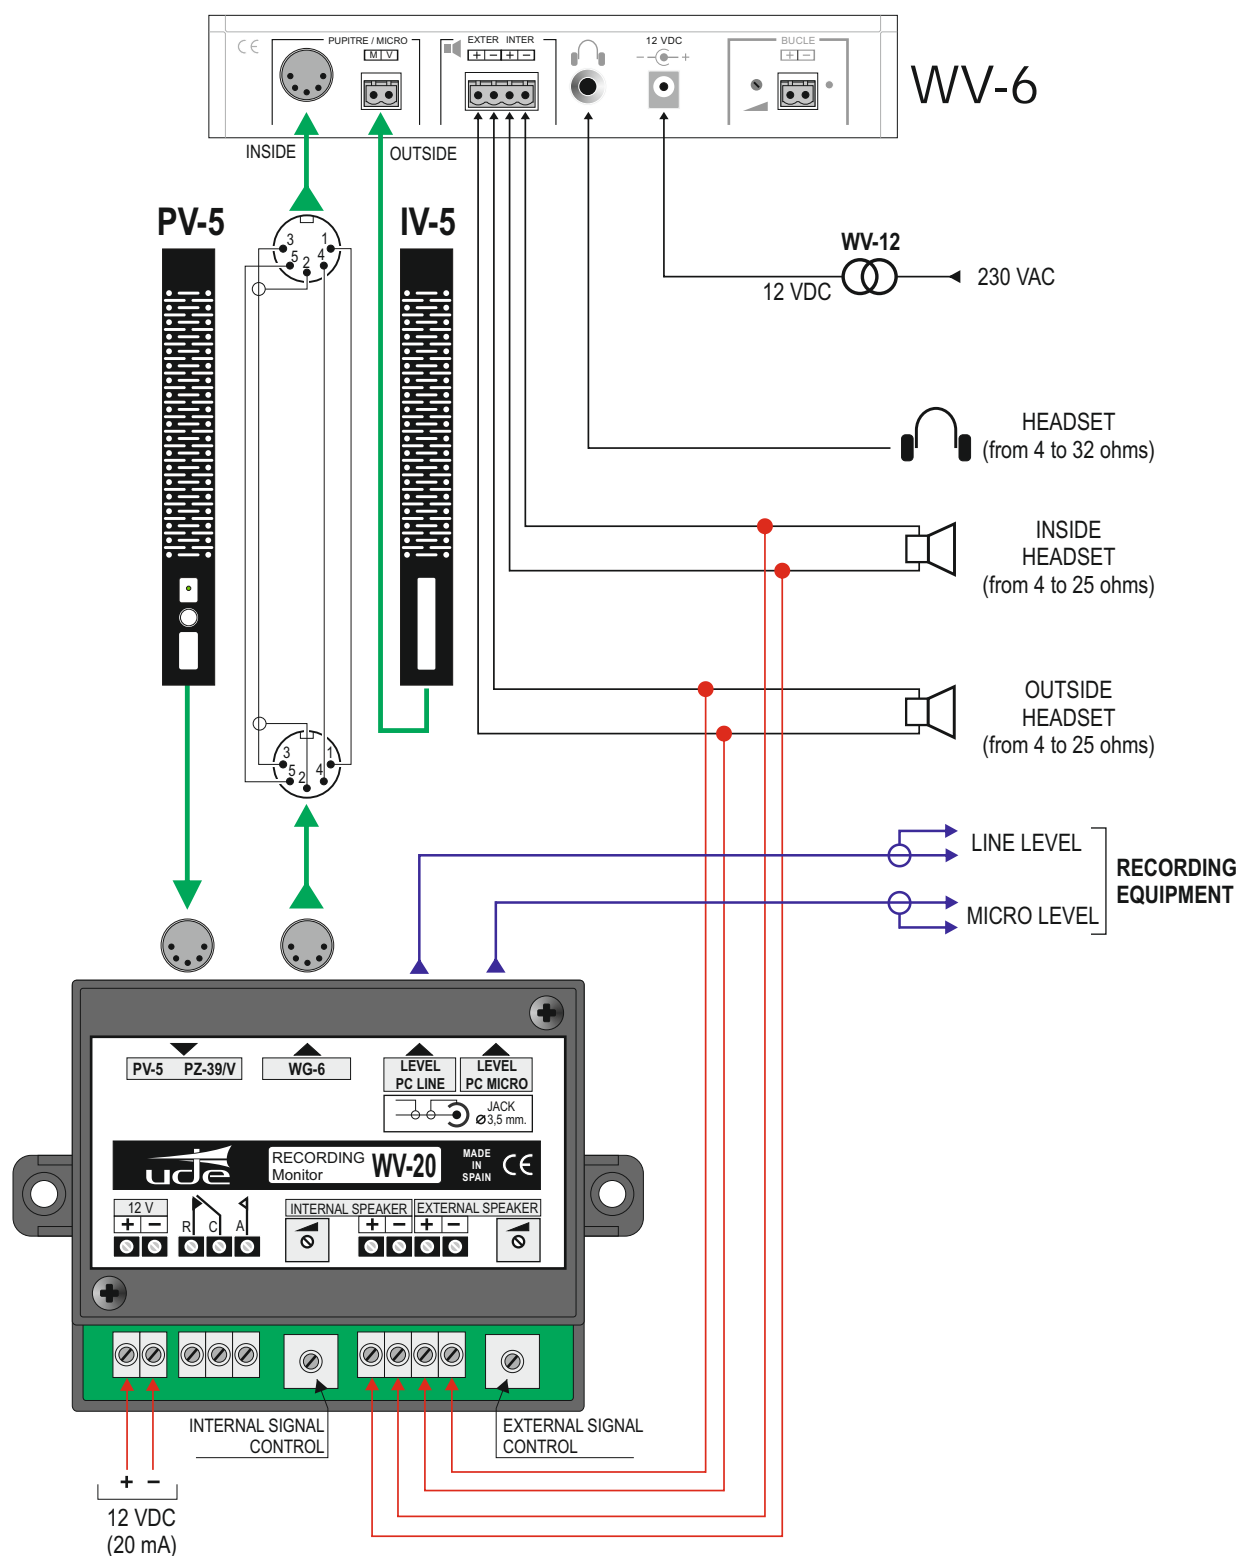 CE
PUPITRE / MICRO
M V
EXTER INTER
+ - + -
12 VDC
- +
BUCLE
+ -
WV-6
INSIDE
OUTSIDE
PV-5
IV-5
3 1
5 2 4
WV-12
12 VDC
230 VAC
HEADSET
(from 4 to 32 ohms)
INSIDE
HEADSET
(from 4 to 25 ohms)
OUTSIDE
HEADSET
(from 4 to 25 ohms)
3 1
5 2 4
LINE LEVEL
MICRO LEVEL
RECORDING
EQUIPMENT
PV-5 PZ-39/V
WG-6
LEVEL
PC LINE
LEVEL
PC MICRO
JACK
Ø 3,5 mm.
ude
RECORDING
Monitor
WV-20
MADE
IN
SPAIN
CE
12 V
+ -
R C A
INTERNAL SPEAKER
+ -
EXTERNAL SPEAKER
+ -
INTERNAL SIGNAL
CONTROL
EXTERNAL SIGNAL
CONTROL
+ -
12 VDC
(20 mA)